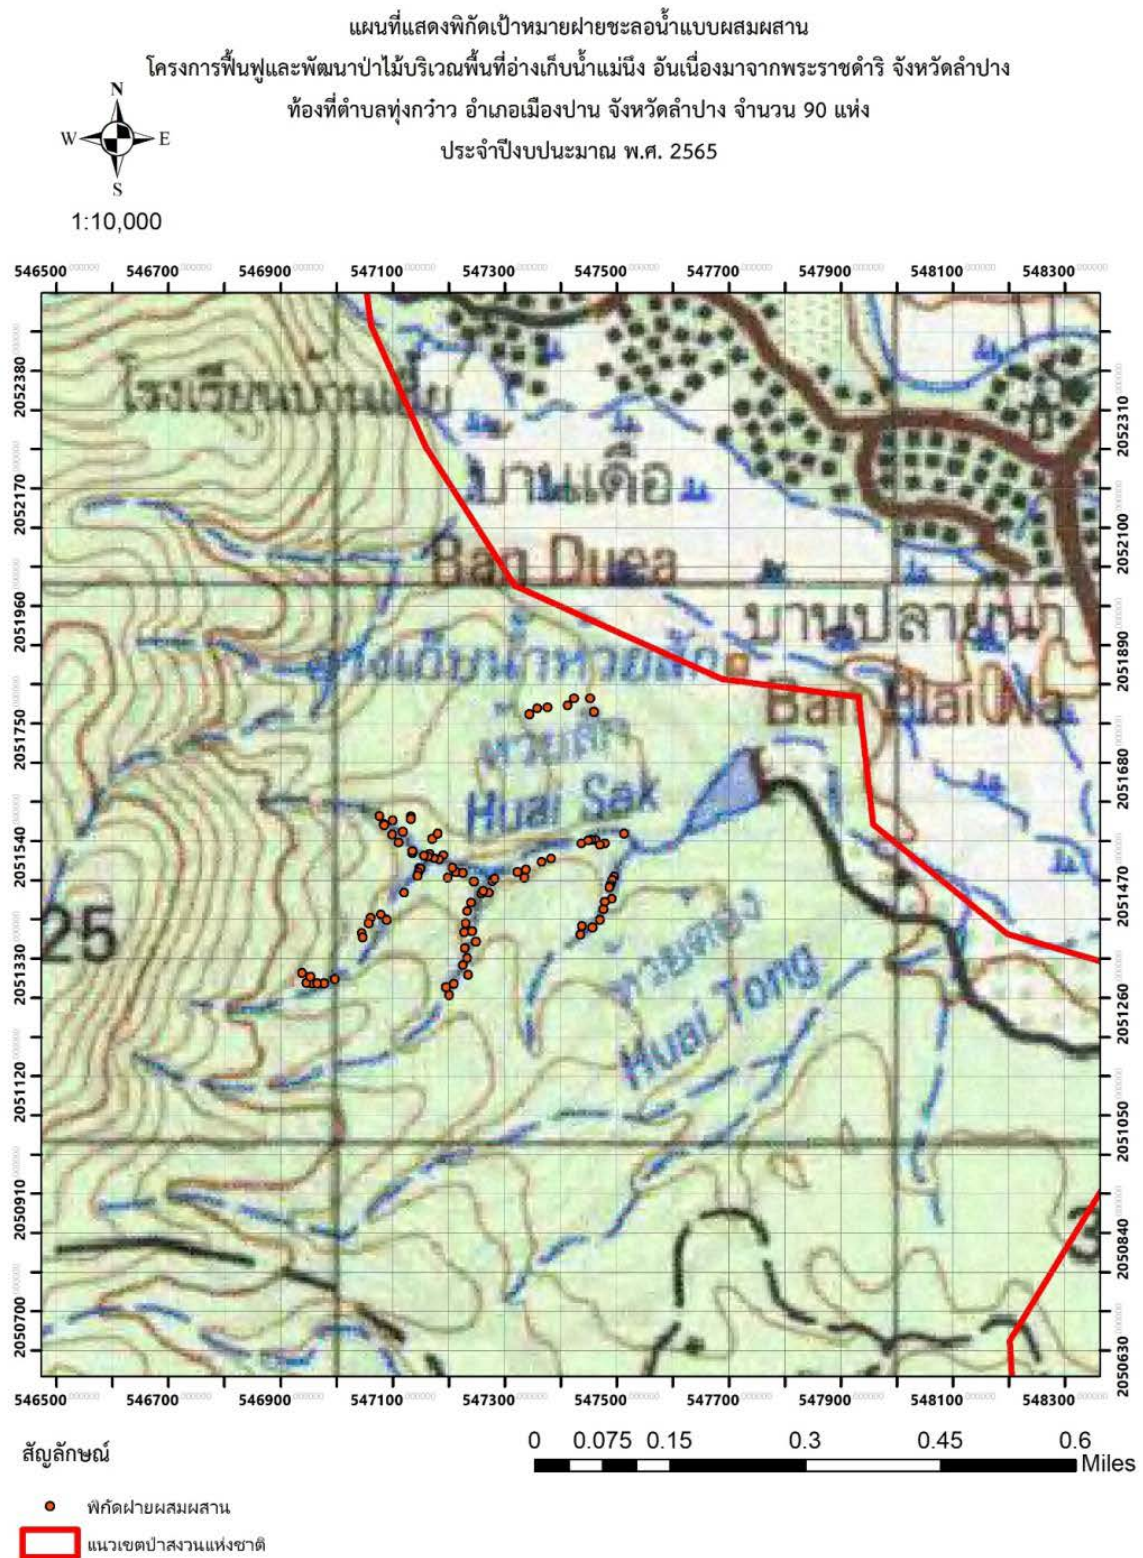 แผนที่แสดงพิกัดเป้าหมายฝายชะลอน้ำแบบผสมผสาน
โครงการฟื้นฟูและพัฒนาป่าไม้บริเวณพื้นที่อ่างเก็บน้ำแม่นึง อันเนื่องมาจากพระราชดำริ จังหวัดลำปาง
ท้องที่ตำบลทุ่งกว๋าว อำเภอเมืองปาน จังหวัดลำปาง จำนวน 90 แห่ง
ประจำปีงบปนะมาณ พ.ศ. 2565
N
W E
S
1:10,000
546500 546700 546900 547100 547300 547500 547700 547900 548100 548300
2052380
2052310
2052170
2052100
2051960
2051890
2051750
2051680
2051540
2051470
2051330
2051260
2051120
2051050
2050910
2050840
2050700
2050630
บานเดื่อ
Ban Duea
บานปลายนา
Ban Plai Na
หวยสัก
Huai Sak
25
หวยตอง
Huai Tong
3
546500 546700 546900 547100 547300 547500 547700 547900 548100 548300
สัญลักษณ์
0 0.075 0.15 0.3 0.45 0.6
Miles
พิกัดฝายผสมผสาน
แนวเขตป่าสงวนแห่งชาติ